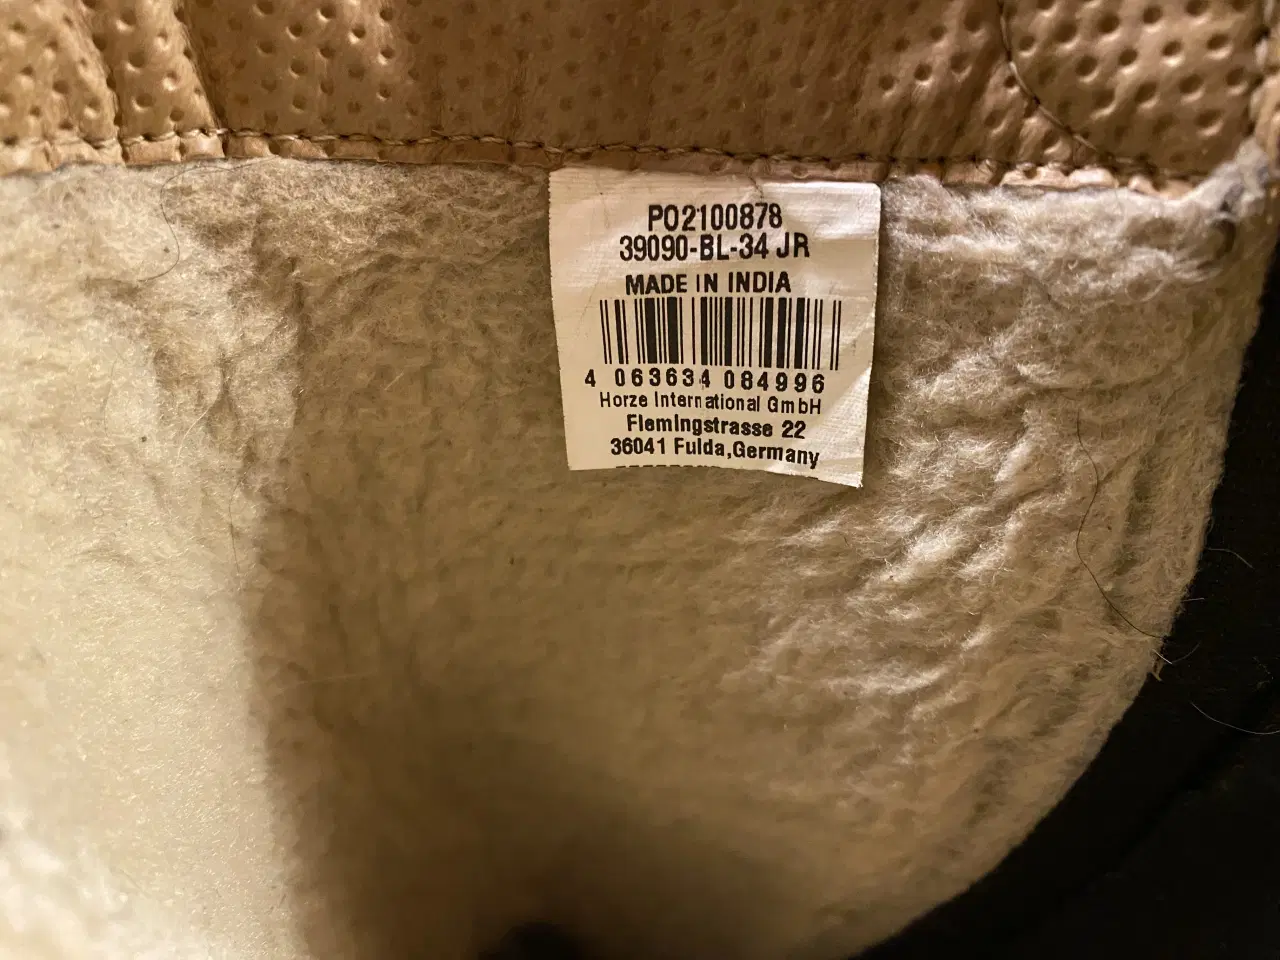 PO2100878
39090-BL-34 JR
MADE IN INDIA
4 063634 084996
Horze International GmbH
Flemingstrasse 22
36041 Fulda,Germany